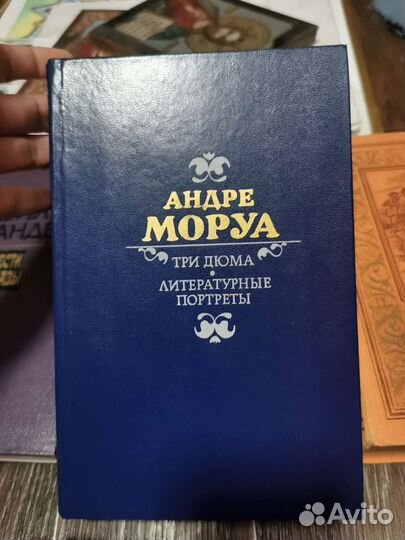 АНДРЕ
МОРУА
ТРИ ДЮМА
•
ЛИТЕРАТУРНЫЕ
ПОРТРЕТЫ
Avito